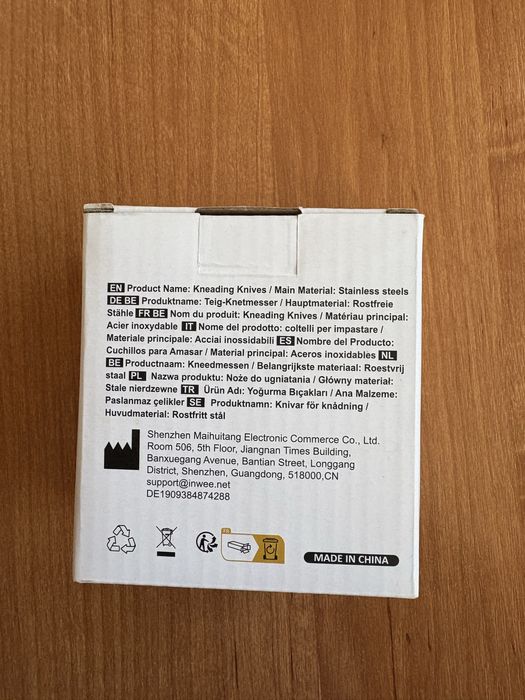 EN Product Name: Kneading Knives / Main Material: Stainless steels
DE BE Produktname: Teig-Knetmesser / Hauptmaterial: Rostfreie
Stähle FR BE Nom du produit: Kneading Knives / Matériau principal:
Acier inoxydable IT Nome del prodotto: coltelli per impastare /
Materiale principale: Acciai inossidabili ES Nombre del Producto:
Cuchillos para Amasar / Material principal: Aceros inoxidables NL
BE Productnaam: Kneedmessen / Belangrijkste materiaal: Roestvrij
staal PL Nazwa produktu: Noże do ugniatania / Główny materiał:
Stale nierdzewne TR Ürün Adı: Yoğurma Bıçakları / Ana Malzeme:
Paslanmaz çelikler SE Produktnamn: Knivar för knådning /
Huvudmaterial: Rostfritt stål
Shenzhen Maihuitang Electronic Commerce Co., Ltd.
Room 506, 5th Floor, Jiangnan Times Building,
Banxuegang Avenue, Bantian Street, Longgang
District, Shenzhen, Guangdong, 518000,CN
support@inwee.net
DE1909384874288
MADE IN CHINA